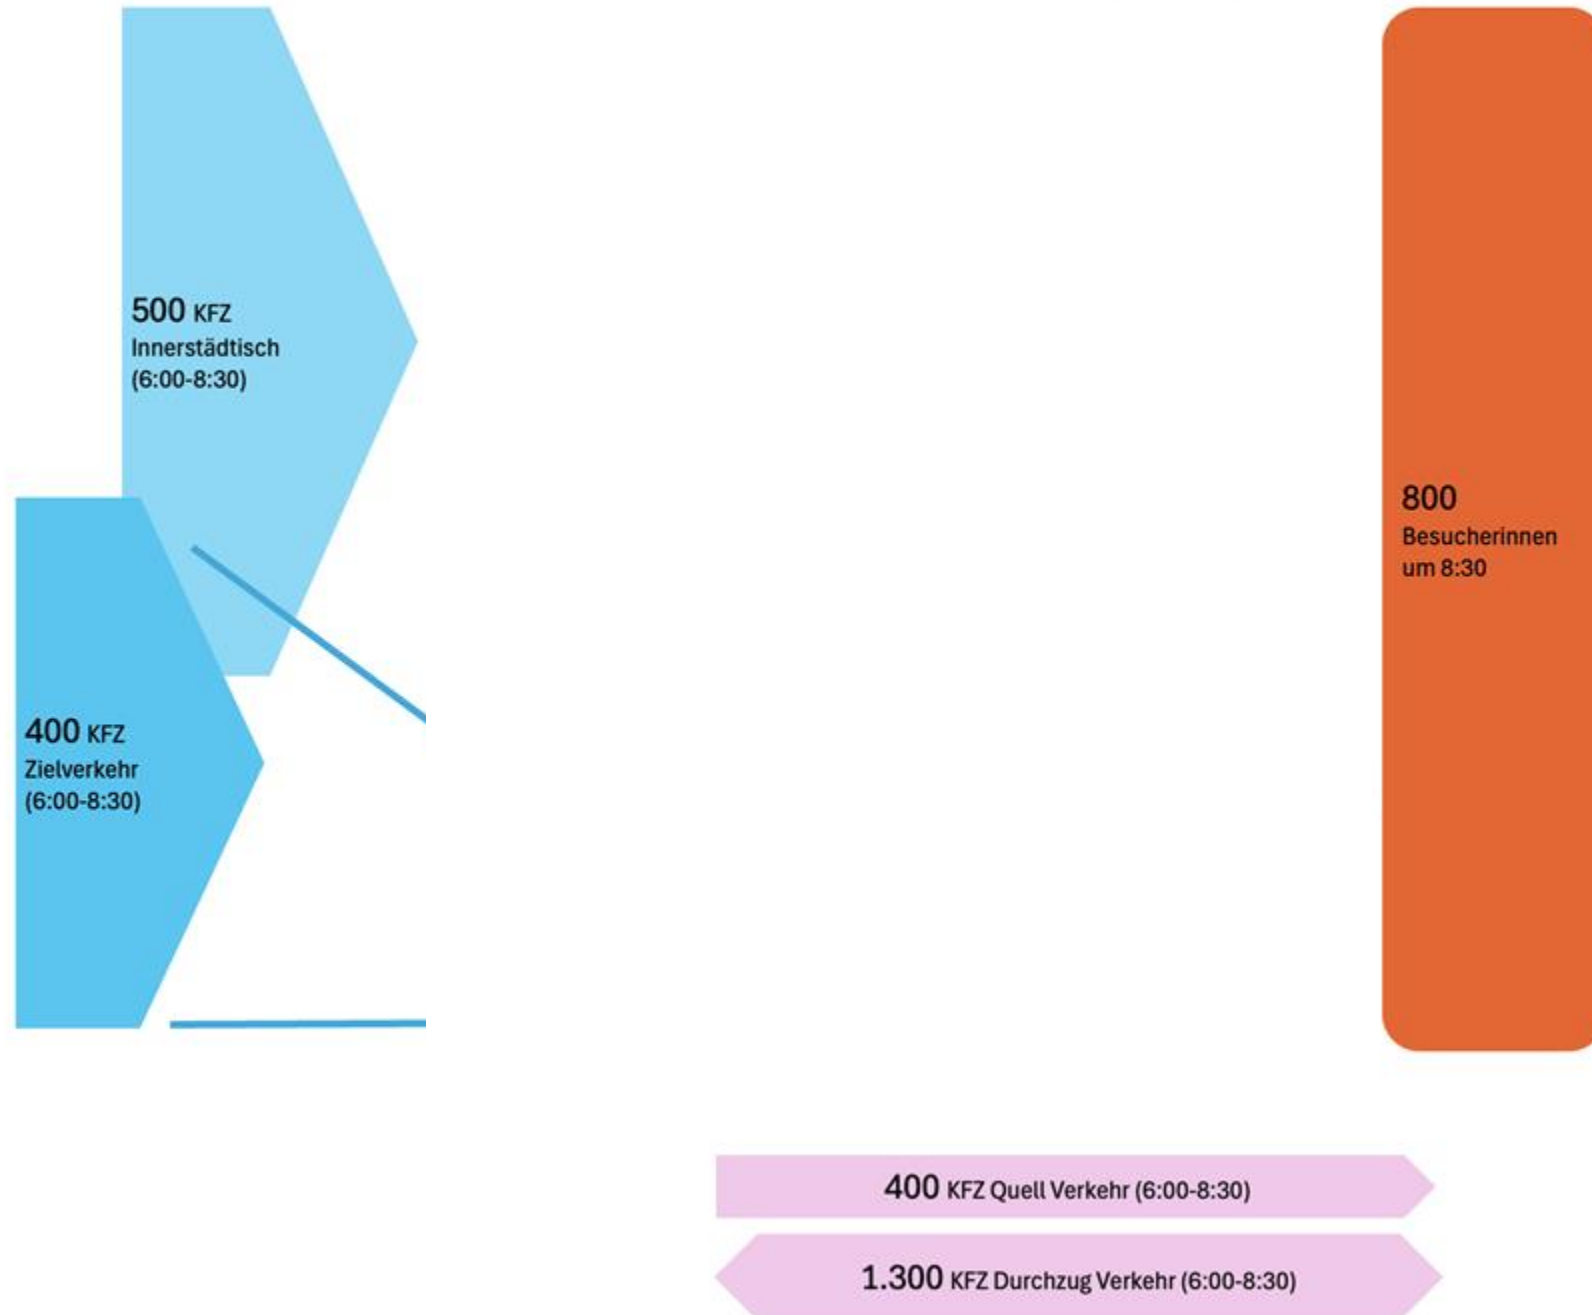 500 KFZ
Innerstädtisch
(6:00-8:30)
400 KFZ
Zielverkehr
(6:00-8:30)
800
Besucherinnen
um 8:30
400 KFZ Quell Verkehr (6:00-8:30)
1.300 KFZ Durchzug Verkehr (6:00-8:30)